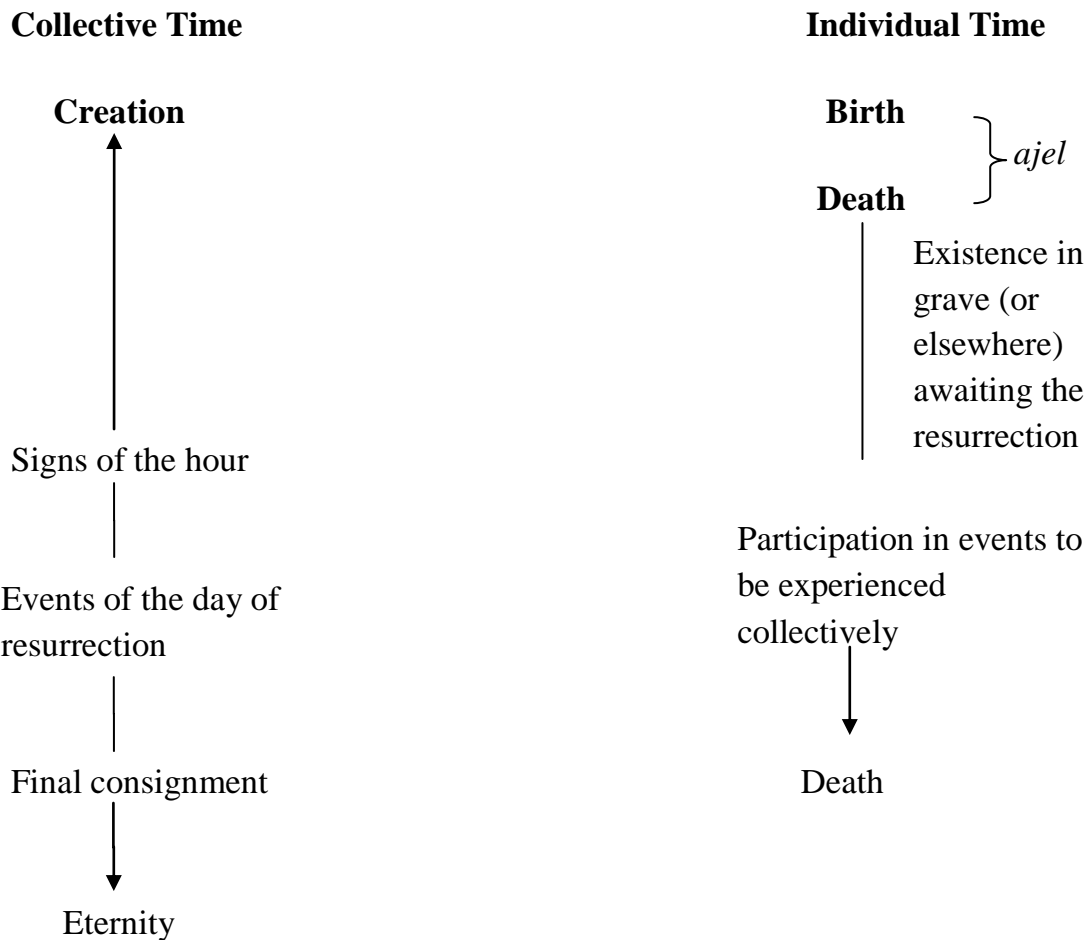 Collective Time
Creation
Signs of the hour
Events of the day of
resurrection
Final consignment
Eternity
Individual Time
Birth
ajel
Death
Existence in
grave (or
elsewhere)
awaiting the
resurrection
Participation in events to
be experienced
collectively
Death